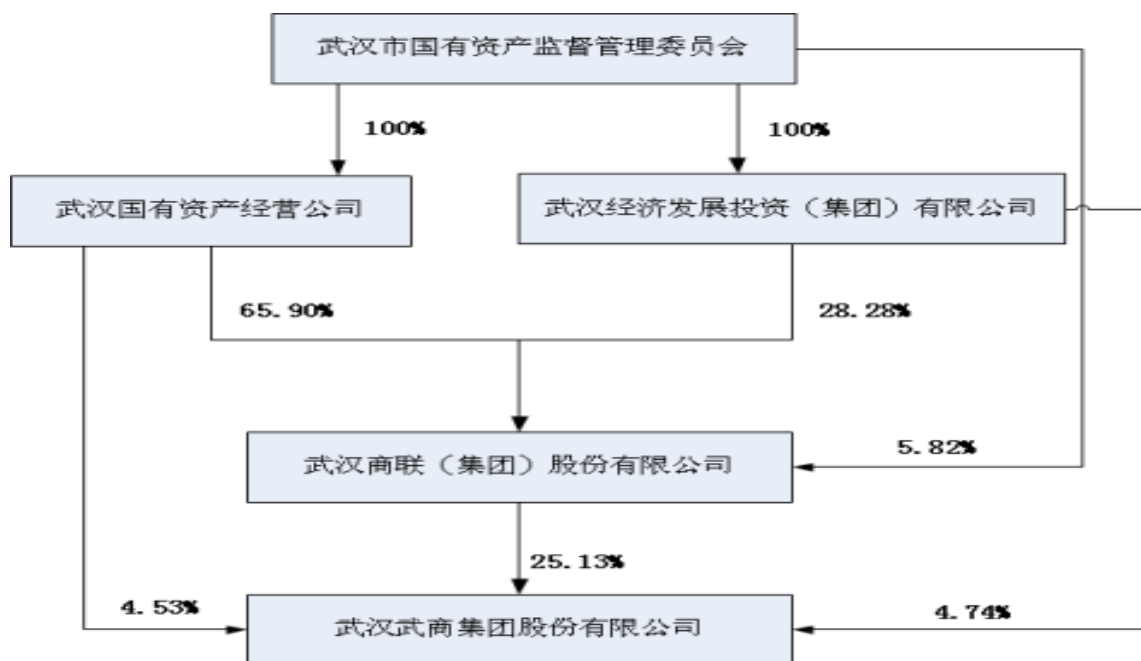 武汉市国有资产监督管理委员会
100%
100%
武汉国有资产经营公司
武汉经济发展投资（集团）有限公司
65.90%
28.28%
武汉商联（集团）股份有限公司
5.82%
25.13%
4.53%
武汉武商集团股份有限公司
4.74%